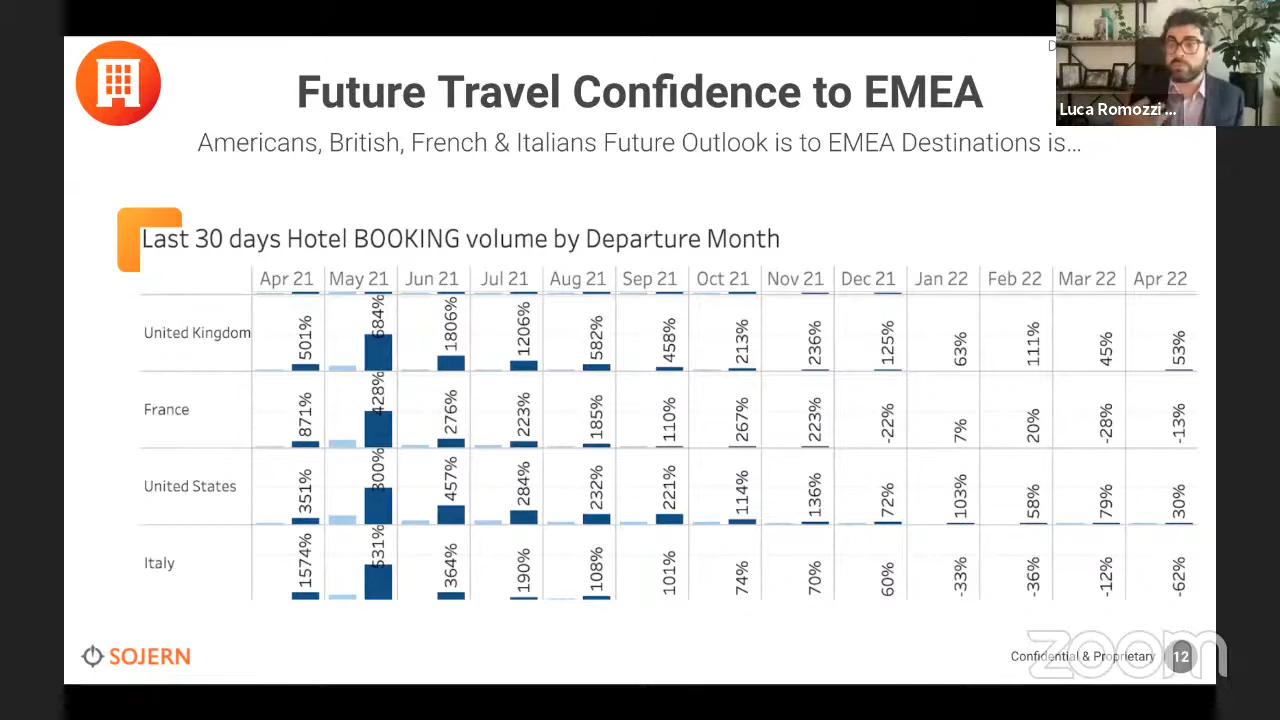 D
Future Travel Confidence to EMEA
Luca Romozzi ...
Americans, British, French & Italians Future Outlook is to EMEA Destinations is...
Last 30 days Hotel BOOKING volume by Departure Month
Apr 21 May 21 Jun 21 Jul 21 Aug 21 Sep 21 Oct 21 Nov 21 Dec 21 Jan 22 Feb 22 Mar 22 Apr 22
United Kingdom 501% 684% 1806% 1206% 582% 458% 213% 236% 125% 63% 111% 45% 53%
France 871% 428% 276% 223% 185% 110% 267% 223% -22% 7% 20% -28% -13%
United States 351% 300% 457% 284% 232% 221% 114% 136% 72% 103% 58% 79% 30%
Italy 1574% 531% 364% 190% 108% 101% 74% 70% 60% -33% -36% -12% -62%
SOJERN
Confidential & Proprietary 12
zoom